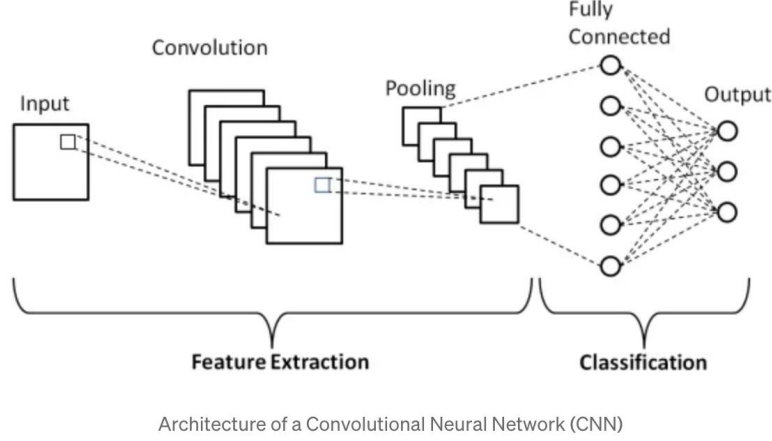 Input
Convolution
Pooling
Fully
Connected
Output
Feature Extraction
Classification
Architecture of a Convolutional Neural Network (CNN)